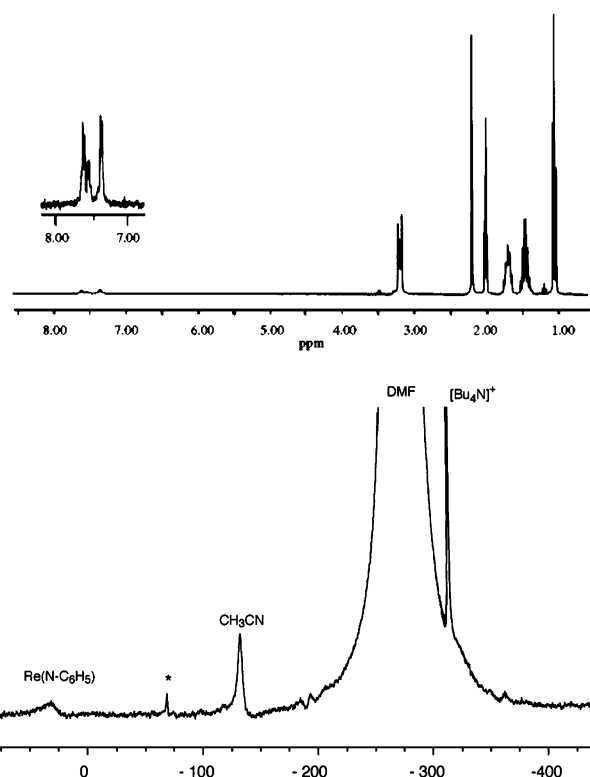 8.00 7.00
8.00 7.00 6.00 5.00 4.00 3.00 2.00 1.00
ppm
DMF [Bu₄N]⁺
CH₃CN
Re(N-C₆H₅) *
0 - 100 - 200 - 300 - 400